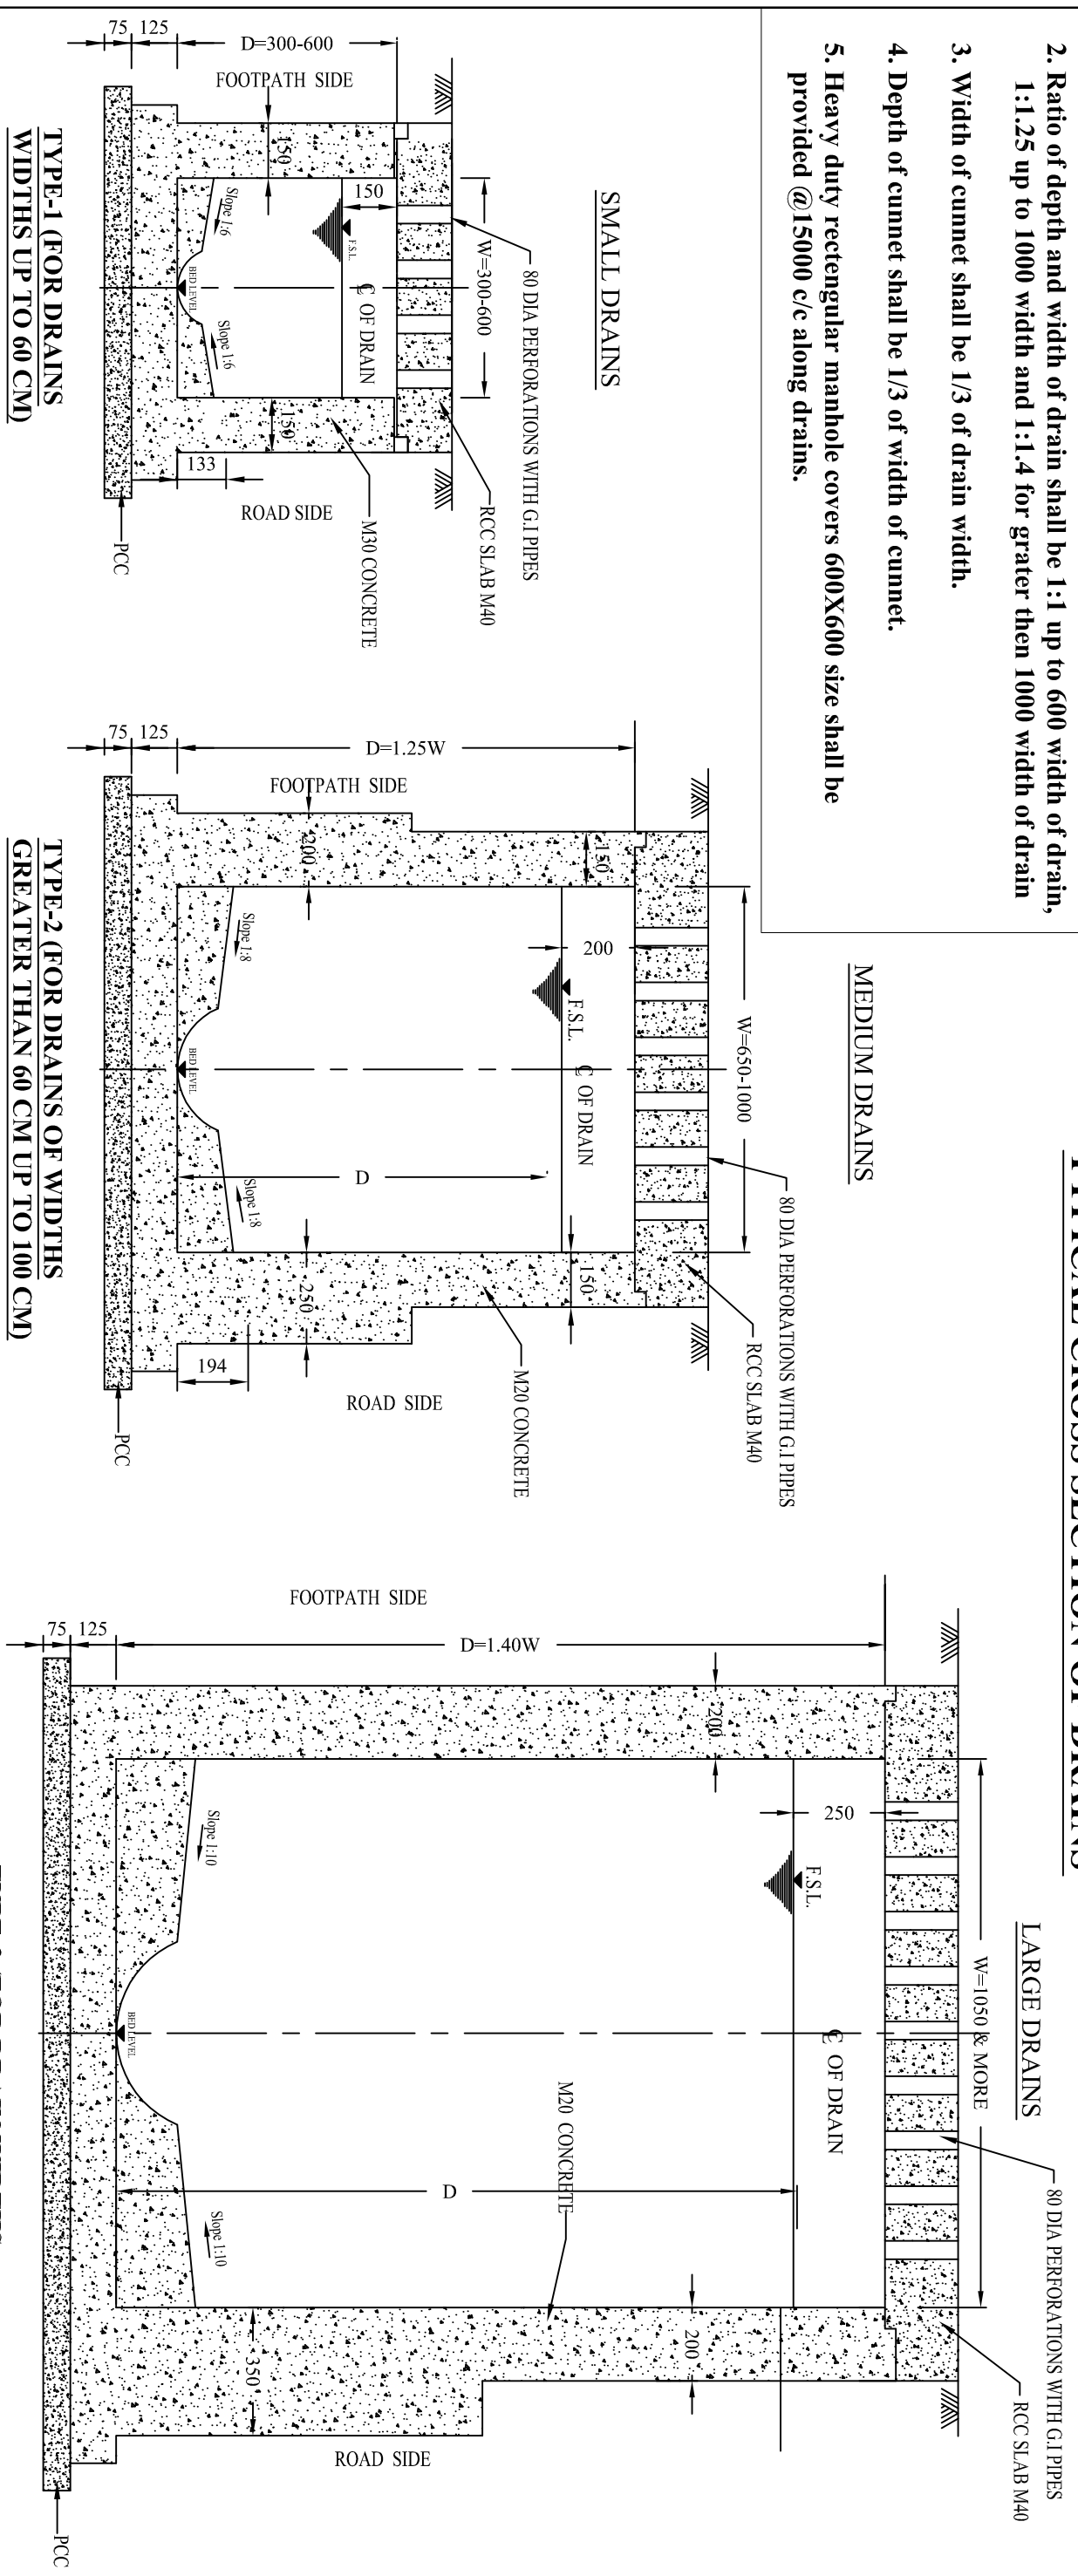 TYPICAL CROSS SECTION OF DRAINS
2. Ratio of depth and width of drain shall be 1:1 up to 600 width of drain,
1:1.25 up to 1000 width and 1:1.4 for grater then 1000 width of drain
3. Width of cunnet shall be 1/3 of drain width.
4. Depth of cunnet shall be 1/3 of width of cunnet.
5. Heavy duty rectengular manhole covers 600X600 size shall be
provided @15000 c/c along drains.
SMALL DRAINS
80 DIA PERFORATIONS WITH G.I PIPES
RCC SLAB M40
W=300-600
D=300-600
125
75
FOOTPATH SIDE
150
150
F.S.L.
℄ OF DRAIN
Slope 1:6
BED LEVEL
Slope 1:6
150
133
M30 CONCRETE
ROAD SIDE
PCC
TYPE-1 (FOR DRAINS
WIDTHS UP TO 60 CM)
MEDIUM DRAINS
80 DIA PERFORATIONS WITH G.I PIPES
RCC SLAB M40
W=650-1000
D=1.25W
125
75
FOOTPATH SIDE
150
200
200
F.S.L.
℄ OF DRAIN
D
Slope 1:8
BED LEVEL
Slope 1:8
150
250
194
M20 CONCRETE
ROAD SIDE
PCC
TYPE-2 (FOR DRAINS OF WIDTHS
GREATER THAN 60 CM UP TO 100 CM)
LARGE DRAINS
W=1050 & MORE
80 DIA PERFORATIONS WITH G.I PIPES
RCC SLAB M40
FOOTPATH SIDE
D=1.40W
125
75
200
250
F.S.L.
℄ OF DRAIN
M20 CONCRETE
D
Slope 1:10
BED LEVEL
Slope 1:10
200
350
ROAD SIDE
PCC